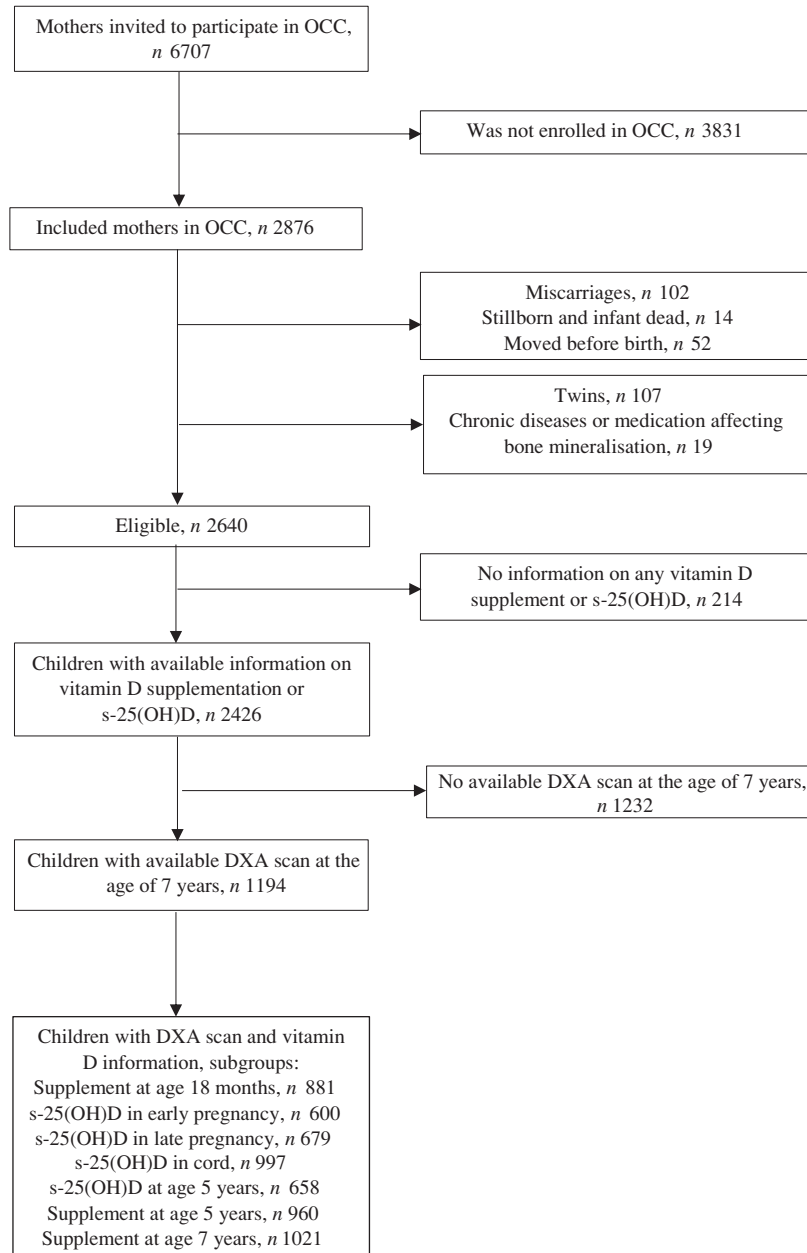 Mothers invited to participate in OCC,
n 6707
Was not enrolled in OCC, n 3831
Included mothers in OCC, n 2876
Miscarriages, n 102
Stillborn and infant dead, n 14
Moved before birth, n 52
Twins, n 107
Chronic diseases or medication affecting
bone mineralisation, n 19
Eligible, n 2640
No information on any vitamin D
supplement or s-25(OH)D, n 214
Children with available information on
vitamin D supplementation or
s-25(OH)D, n 2426
No available DXA scan at the age of 7 years,
n 1232
Children with available DXA scan at the
age of 7 years, n 1194
Children with DXA scan and vitamin
D information, subgroups:
Supplement at age 18 months, n 881
s-25(OH)D in early pregnancy, n 600
s-25(OH)D in late pregnancy, n 679
s-25(OH)D in cord, n 997
s-25(OH)D at age 5 years, n 658
Supplement at age 5 years, n 960
Supplement at age 7 years, n 1021